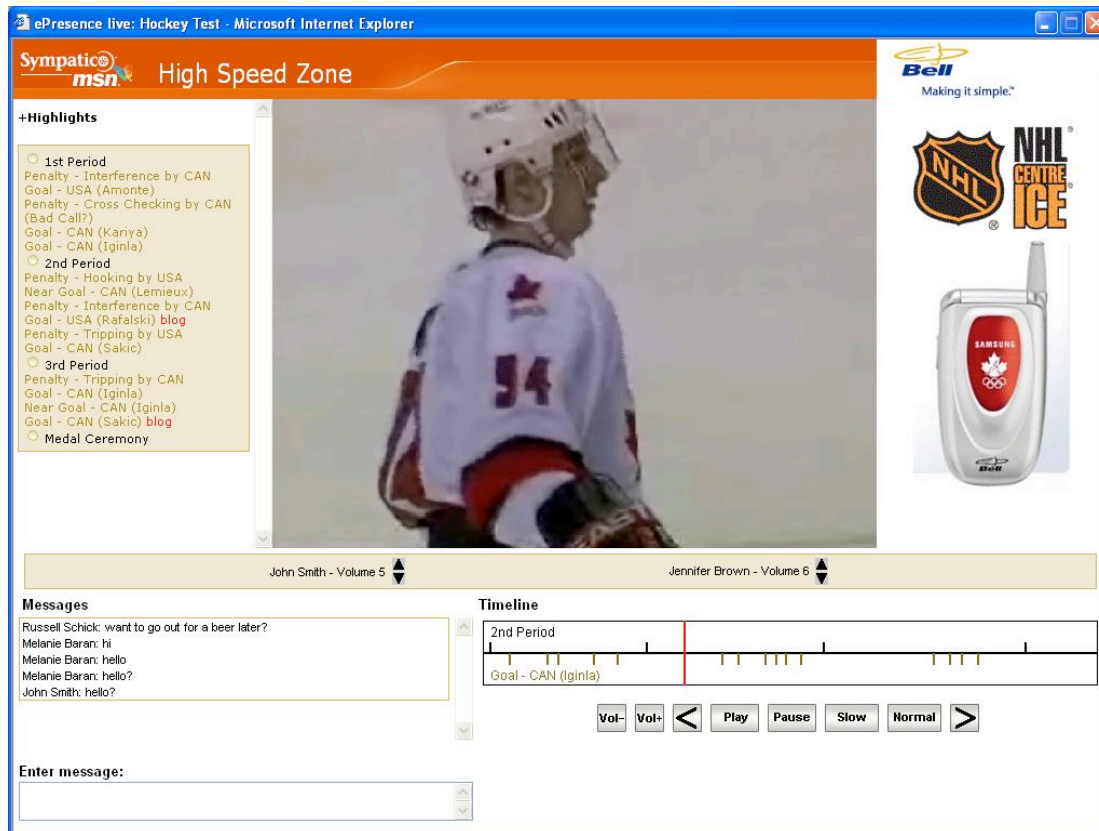 ePresence live: Hockey Test - Microsoft Internet Explorer
Sympatico
msn
High Speed Zone
Bell
Making it simple.™
+Highlights
1st Period
Penalty - Interference by CAN
Goal - USA (Amonte)
Penalty - Cross Checking by CAN
(Bad Call?)
Goal - CAN (Kariya)
Goal - CAN (Iginla)
2nd Period
Penalty - Hooking by USA
Near Goal - CAN (Lemieux)
Penalty - Interference by CAN
Goal - USA (Rafalski) blog
Penalty - Tripping by USA
Goal - CAN (Sakic)
3rd Period
Penalty - Tripping by CAN
Goal - CAN (Iginla)
Near Goal - CAN (Iginla)
Goal - CAN (Sakic) blog
Medal Ceremony
94
NHL
®
NHL®
CENTRE
ICE®
SAMSUNG
Bell
John Smith - Volume 5
Jennifer Brown - Volume 6
Messages
Russell Schick: want to go out for a beer later?
Melanie Baran: hi
Melanie Baran: hello
Melanie Baran: hello?
John Smith: hello?
Timeline
2nd Period
Goal - CAN (Iginla)
Vol- Vol+ < Play Pause Slow Normal >
Enter message: